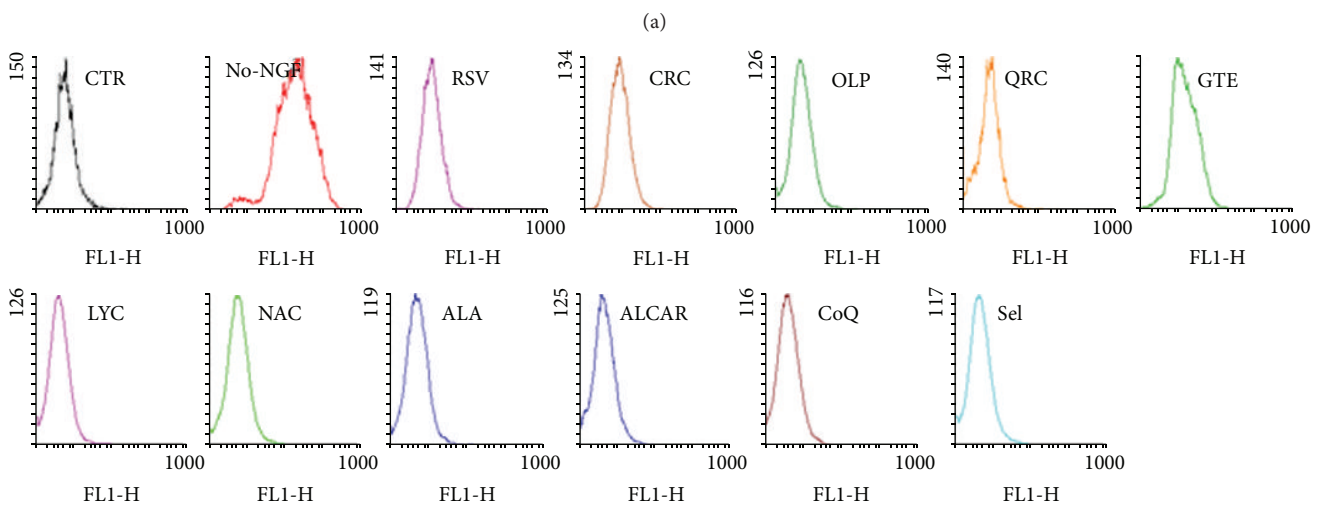 (a)
150 CTR No-NGF 141 RSV 134 CRC 126 OLP 140 QRC GTE
1000 1000 1000 1000 1000 1000 1000
FL1-H FL1-H FL1-H FL1-H FL1-H FL1-H FL1-H
126 LYC NAC 119 ALA 125 ALCAR 116 CoQ 117 Sel
1000 1000 1000 1000 1000 1000
FL1-H FL1-H FL1-H FL1-H FL1-H FL1-H